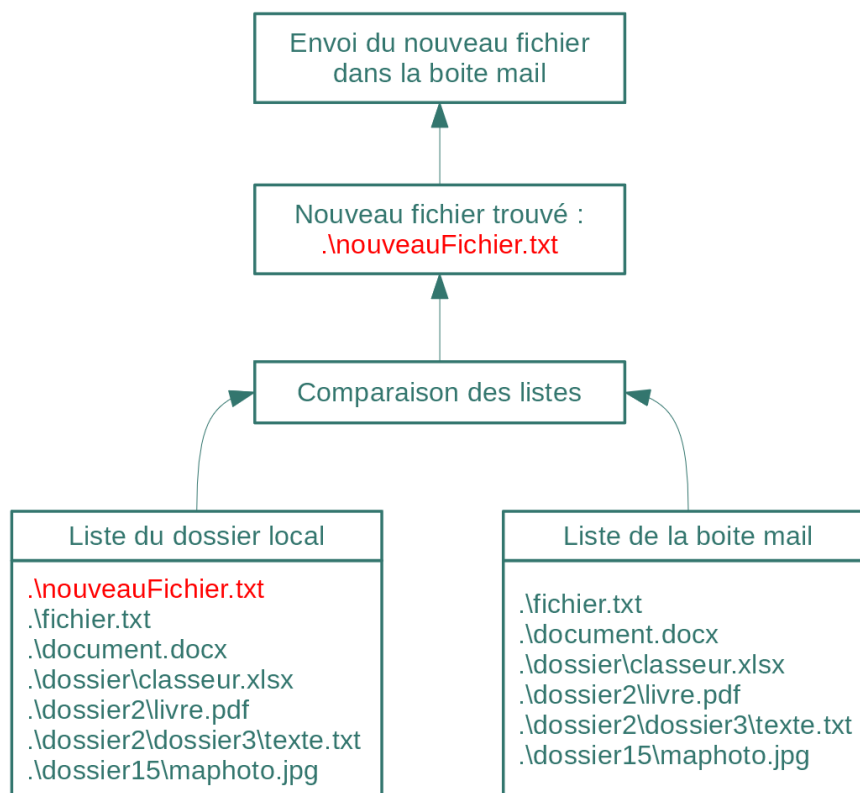 Envoi du nouveau fichier
dans la boite mail
Nouveau fichier trouvé :
.\nouveauFichier.txt
Comparaison des listes
Liste du dossier local
.\nouveauFichier.txt
.\fichier.txt
.\document.docx
.\dossier\classeur.xlsx
.\dossier2\livre.pdf
.\dossier2\dossier3\texte.txt
.\dossier15\maphoto.jpg
Liste de la boite mail
.\fichier.txt
.\document.docx
.\dossier\classeur.xlsx
.\dossier2\livre.pdf
.\dossier2\dossier3\texte.txt
.\dossier15\maphoto.jpg